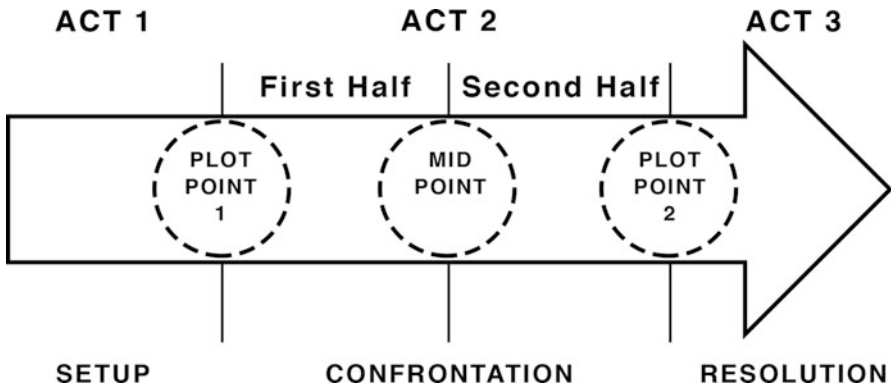 ACT 1
ACT 2
ACT 3
First Half
Second Half
PLOT
POINT
1
MID
POINT
PLOT
POINT
2
SETUP
CONFRONTATION
RESOLUTION